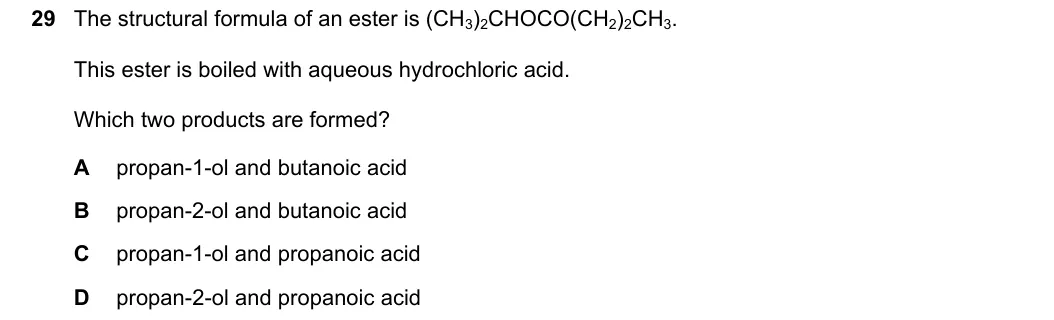 29 The structural formula of an ester is (CH₃)₂CHOCO(CH₂)₂CH₃.
This ester is boiled with aqueous hydrochloric acid.
Which two products are formed?
A propan-1-ol and butanoic acid
B propan-2-ol and butanoic acid
C propan-1-ol and propanoic acid
D propan-2-ol and propanoic acid